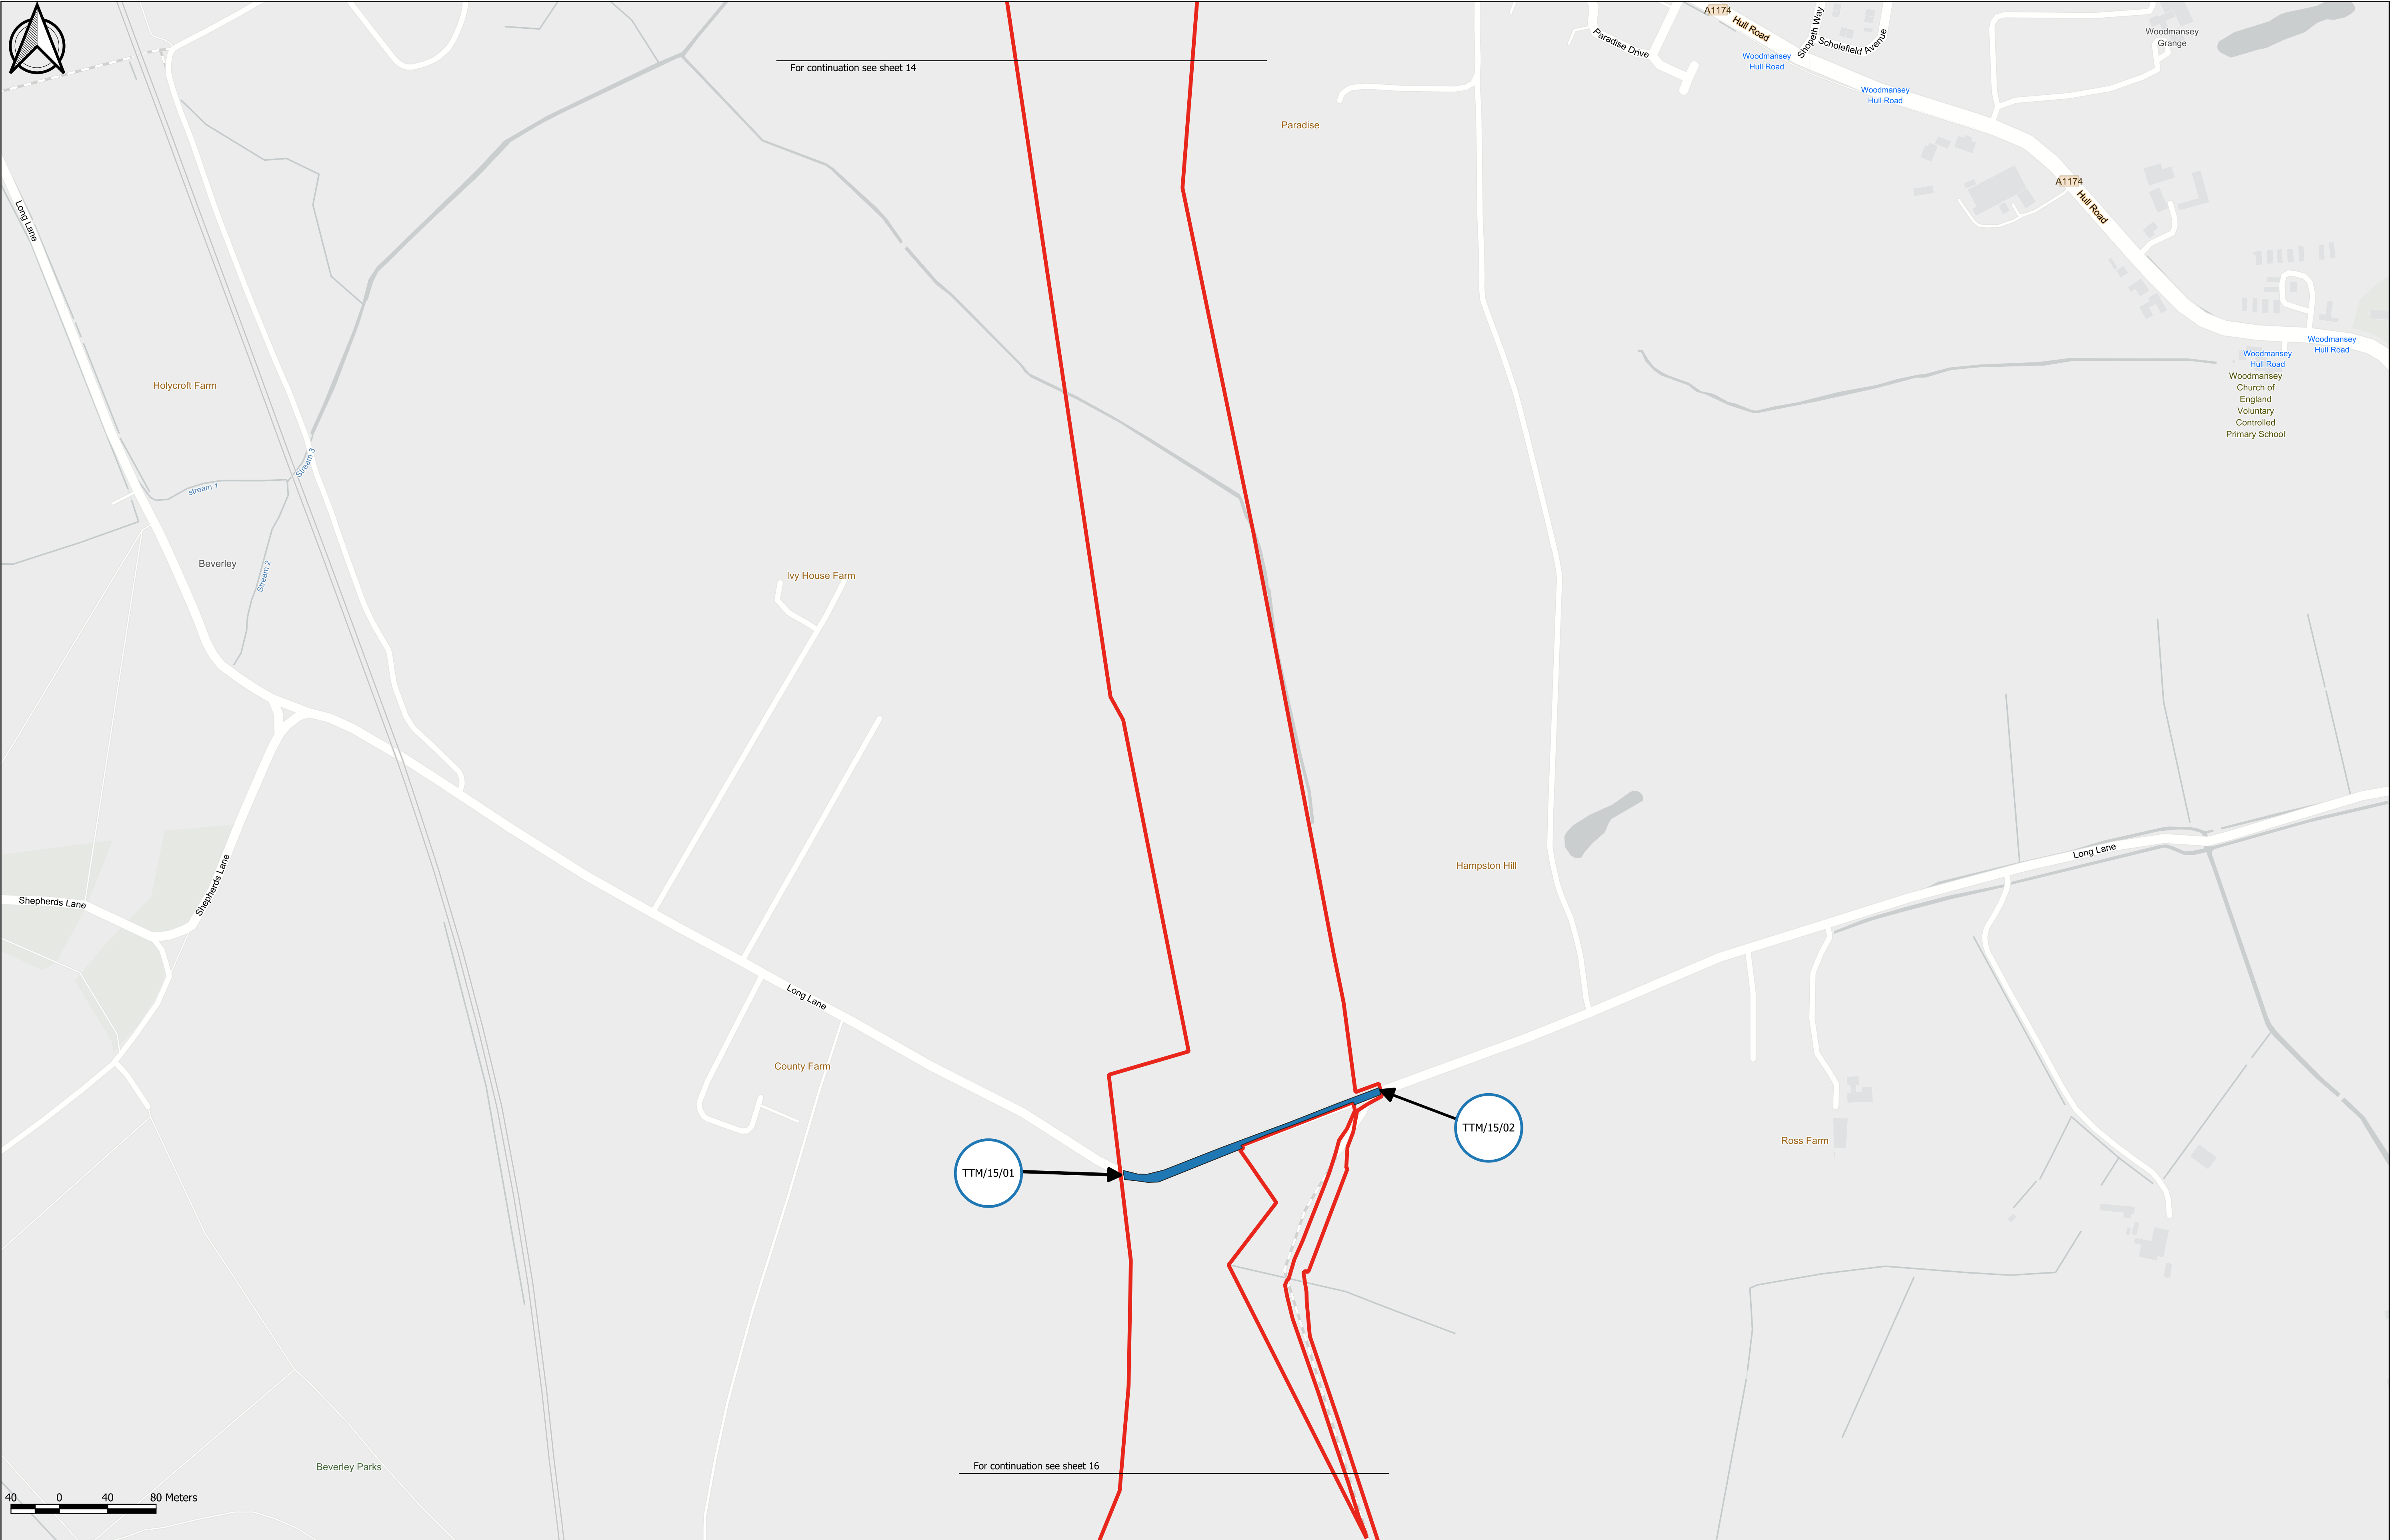 A1174
Hull Road
Shopeth Way
Scholefield Avenue
Paradise Drive
Woodmansey
Hull Road
Woodmansey
Grange
For continuation see sheet 14
Woodmansey
Hull Road
Paradise
A1174
Hull Road
Long Lane
Woodmansey
Hull Road
Woodmansey
Hull Road
Woodmansey
Church of
England
Voluntary
Controlled
Primary School
Holycroft Farm
Stream 3
stream 1
Beverley
Stream 2
Ivy House Farm
Long Lane
Hampston Hill
Shepherds Lane
Shepherds Lane
Long Lane
County Farm
TTM/15/02
Ross Farm
TTM/15/01
Beverley Parks
For continuation see sheet 16
40 0 40 80 Meters